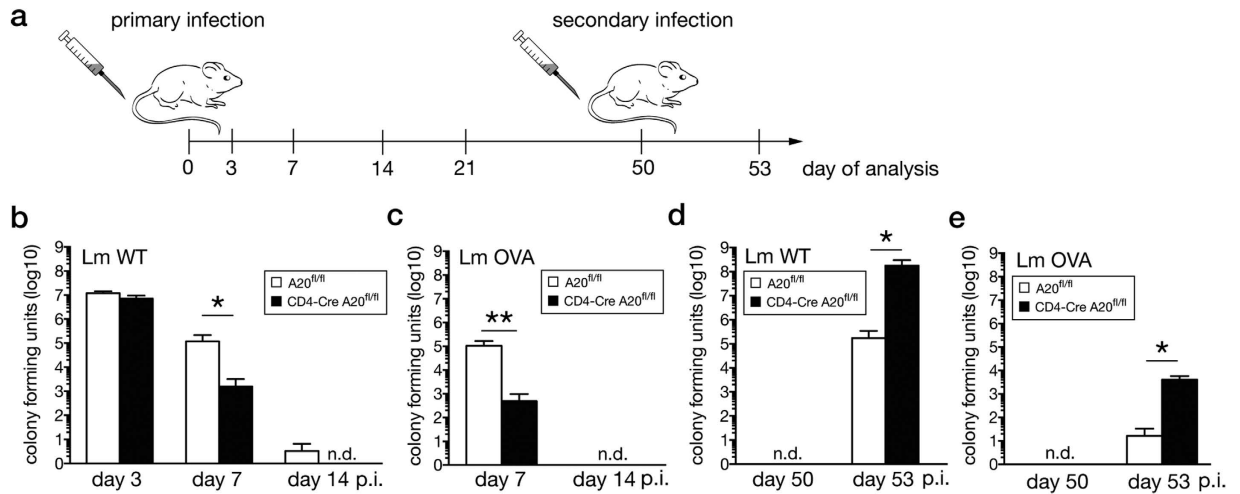 a
primary infection
secondary infection
0 3 7 14 21 50 53 day of analysis
b
Lm WT
colony forming units (log10)
9
8
7
6
5
4
3
2
1
0
A20fl/fl
CD4-Cre A20fl/fl
*
n.d.
day 3 day 7 day 14 p.i.
c
Lm OVA
colony forming units (log10)
9
8
7
6
5
4
3
2
1
0
A20fl/fl
CD4-Cre A20fl/fl
**
n.d.
day 7 day 14 p.i.
d
Lm WT
colony forming units (log10)
9
8
7
6
5
4
3
2
1
0
A20fl/fl
CD4-Cre A20fl/fl
*
n.d.
day 50 day 53 p.i.
e
Lm OVA
colony forming units (log10)
9
8
7
6
5
4
3
2
1
0
A20fl/fl
CD4-Cre A20fl/fl
*
n.d.
day 50 day 53 p.i.